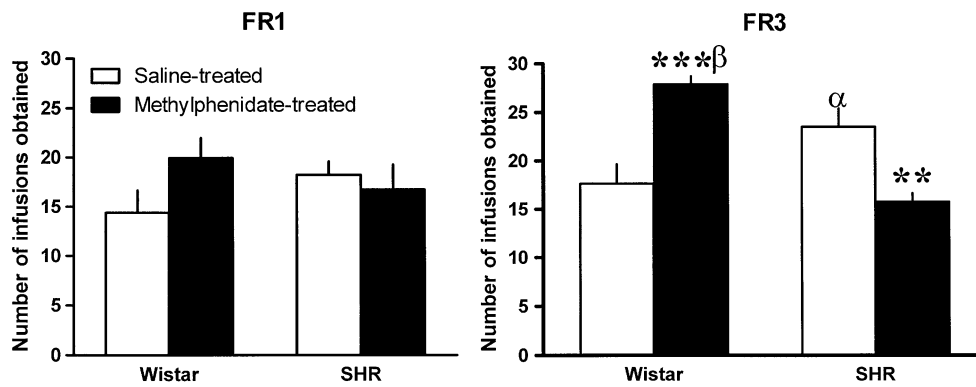 FR1
Number of infusions obtained
30
25
20
15
10
5
0
Saline-treated
Methylphenidate-treated
Wistar
SHR
FR3
Number of infusions obtained
30
25
20
15
10
5
0
***β
α
**
Wistar
SHR